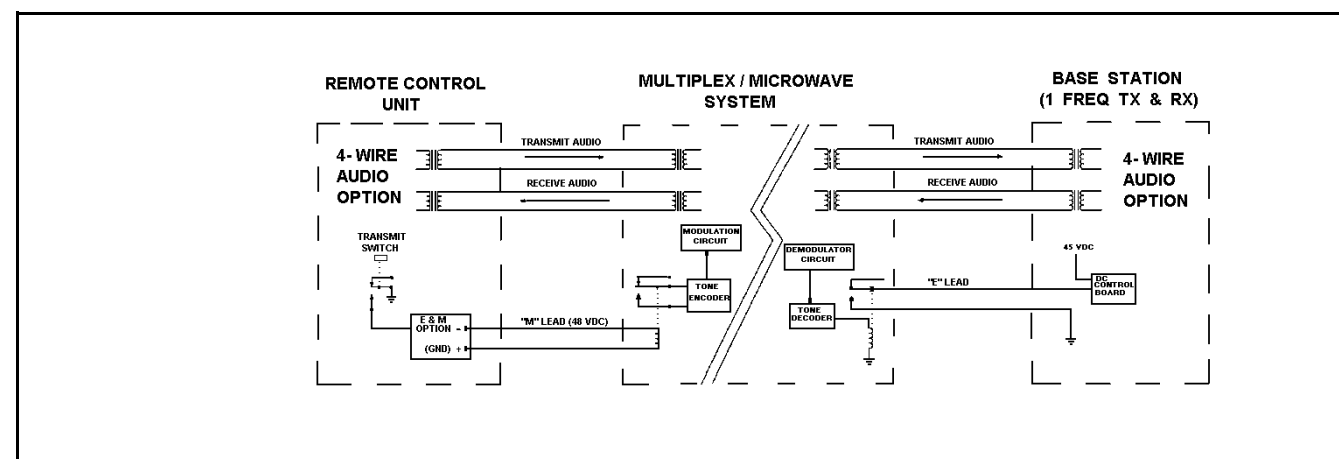 REMOTE CONTROL
UNIT
MULTIPLEX / MICROWAVE
SYSTEM
BASE STATION
(1 FREQ TX & RX)
4- WIRE
AUDIO
OPTION
TRANSMIT AUDIO
RECEIVE AUDIO
TRANSMIT AUDIO
RECEIVE AUDIO
4- WIRE
AUDIO
OPTION
TRANSMIT
SWITCH
E & M
OPTION -
(GND) +
"M" LEAD (48 VDC)
MODULATION
CIRCUIT
TONE
ENCODER
DEMODULATOR
CIRCUIT
TONE
DECODER
"E" LEAD
45 VDC
DC
CONTROL
BOARD